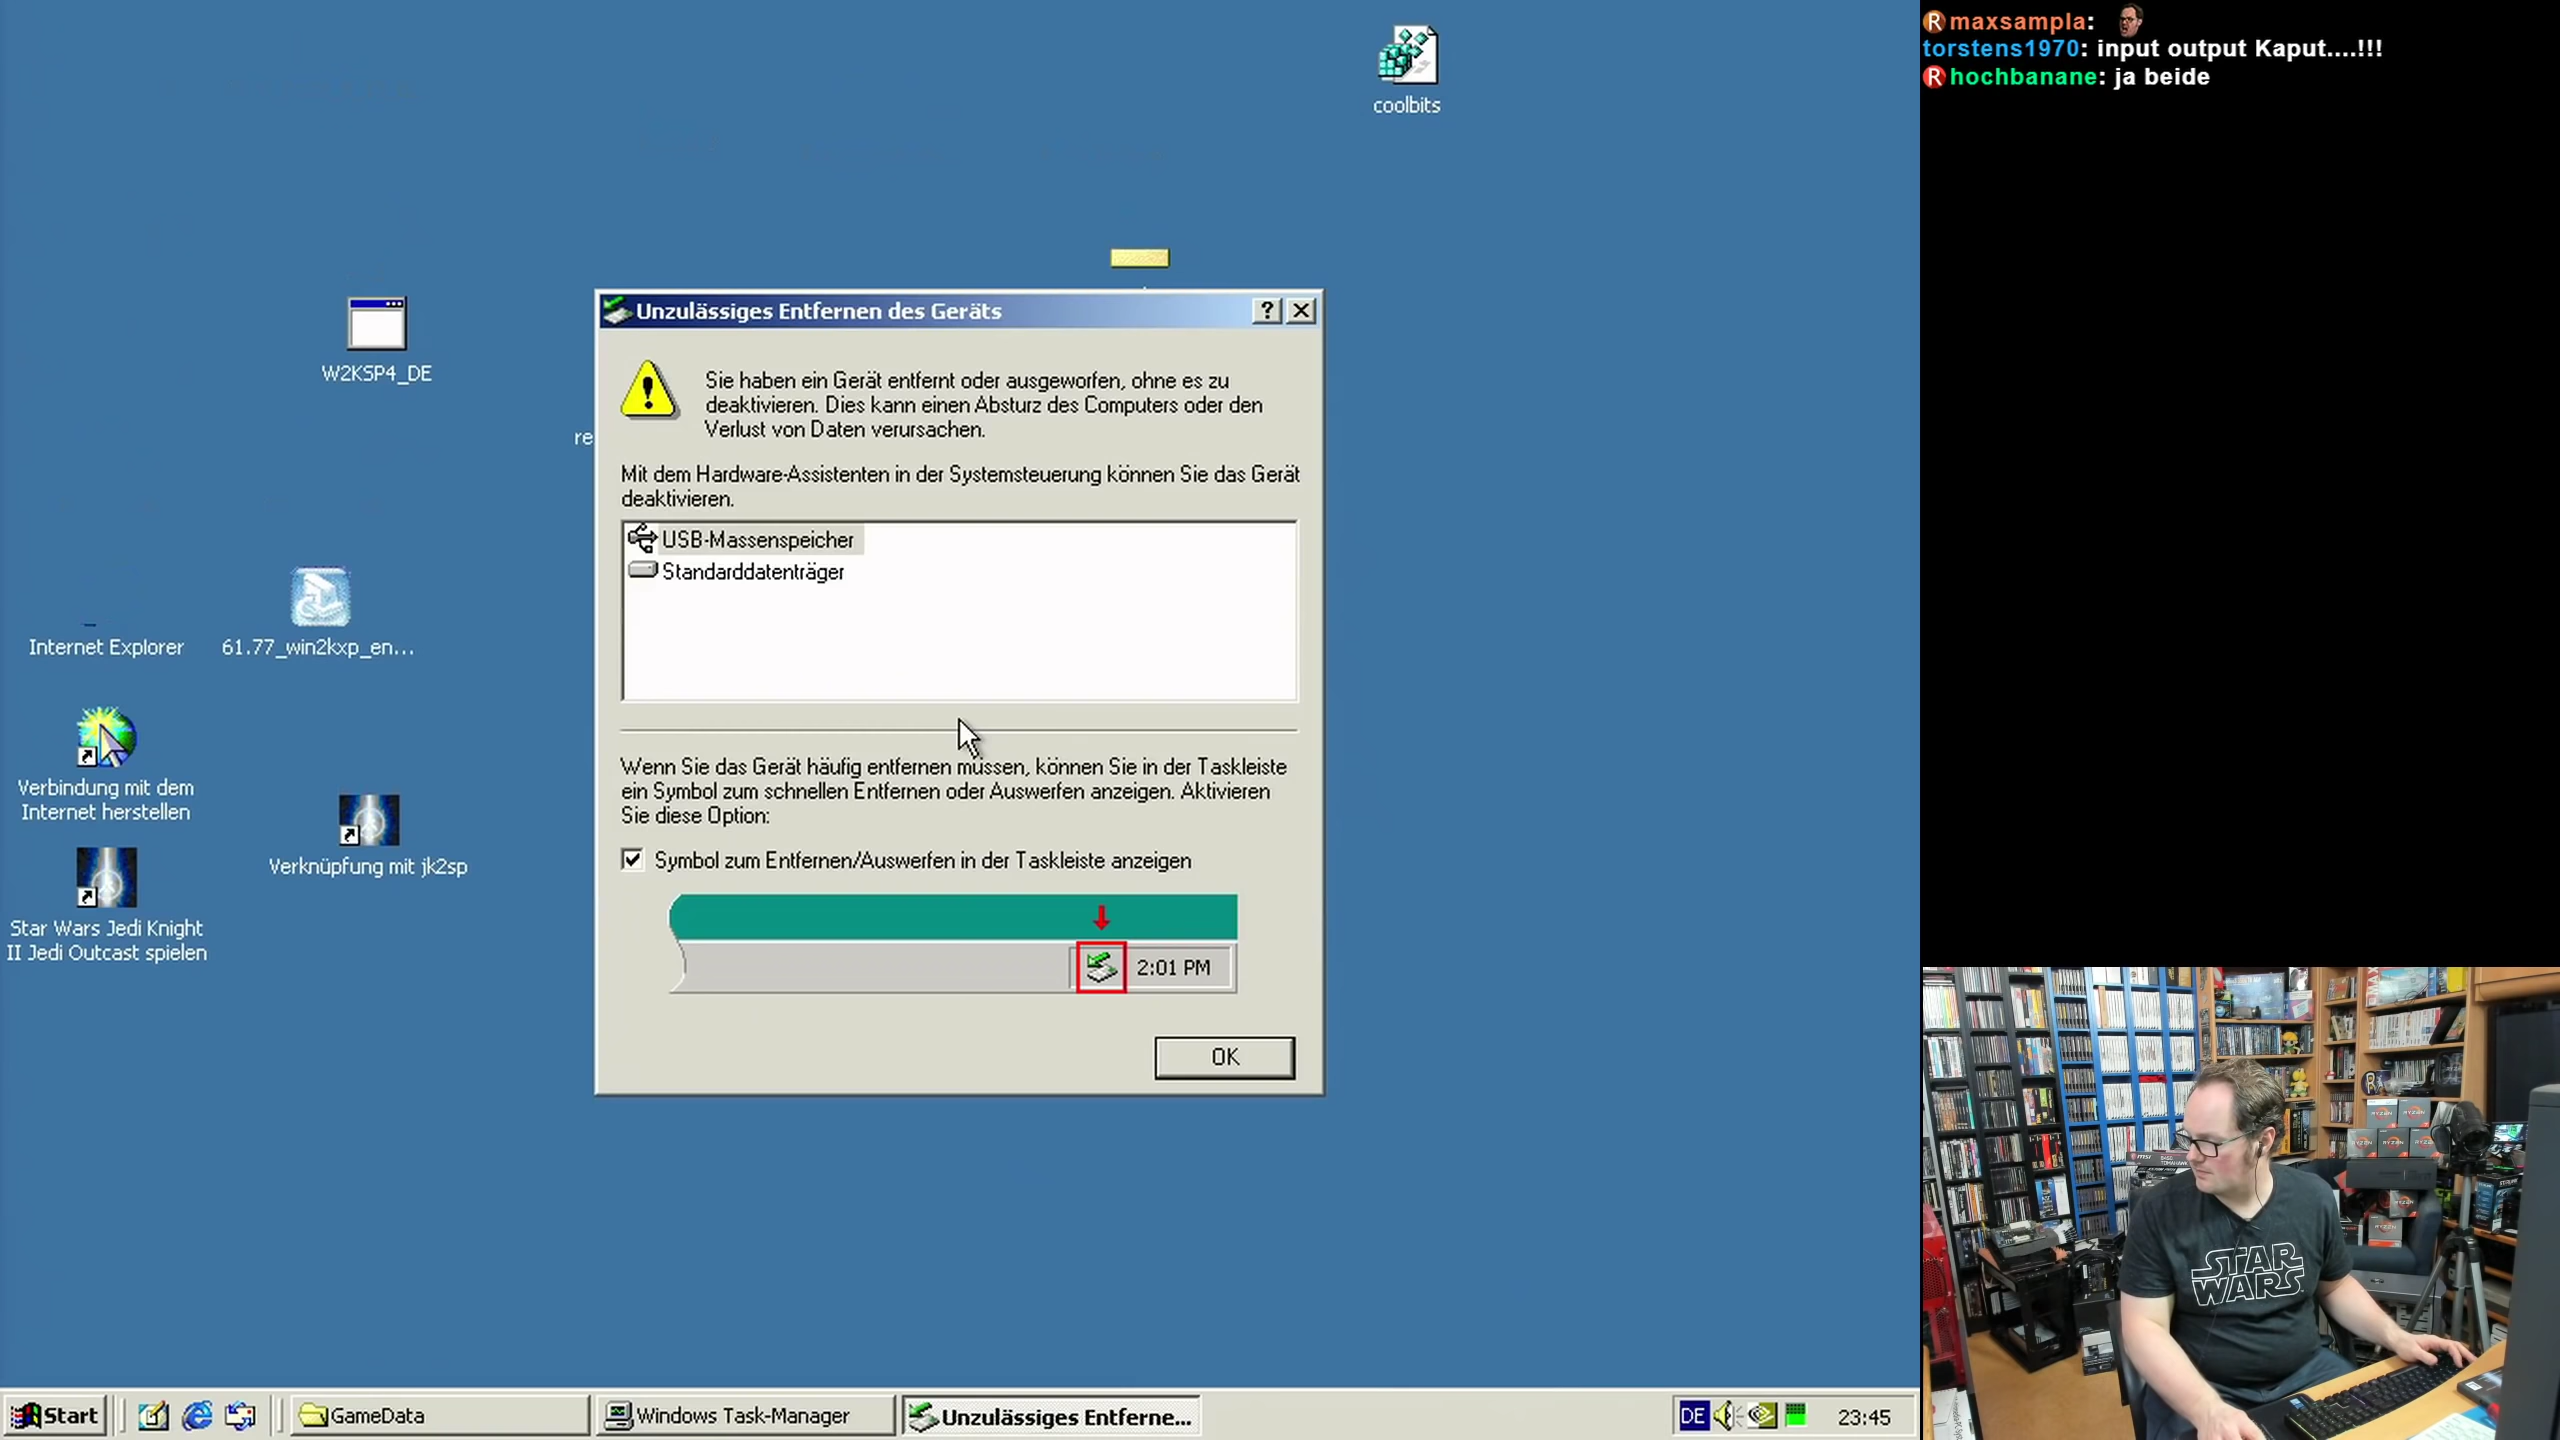 coolbits
W2KSP4_DE
re
Internet Explorer
61.77_win2kxp_en...
Verbindung mit dem
Internet herstellen
Verknüpfung mit jk2sp
Star Wars Jedi Knight
II Jedi Outcast spielen
Unzulässiges Entfernen des Geräts
Sie haben ein Gerät entfernt oder ausgeworfen, ohne es zu
deaktivieren. Dies kann einen Absturz des Computers oder den
Verlust von Daten verursachen.
Mit dem Hardware-Assistenten in der Systemsteuerung können Sie das Gerät
deaktivieren.
USB-Massenspeicher
Standarddatenträger
Wenn Sie das Gerät häufig entfernen müssen, können Sie in der Taskleiste
ein Symbol zum schnellen Entfernen oder Auswerfen anzeigen. Aktivieren
Sie diese Option:
Symbol zum Entfernen/Auswerfen in der Taskleiste anzeigen
2:01 PM
OK
Start
GameData
Windows Task-Manager
Unzulässiges Entferne...
DE
23:45
R maxsampla:
torstens1970: input output Kaput....!!!
R hochbanane: ja beide
STAR
WARS
RYZEN
RYZEN
RYZEN
RYZEN